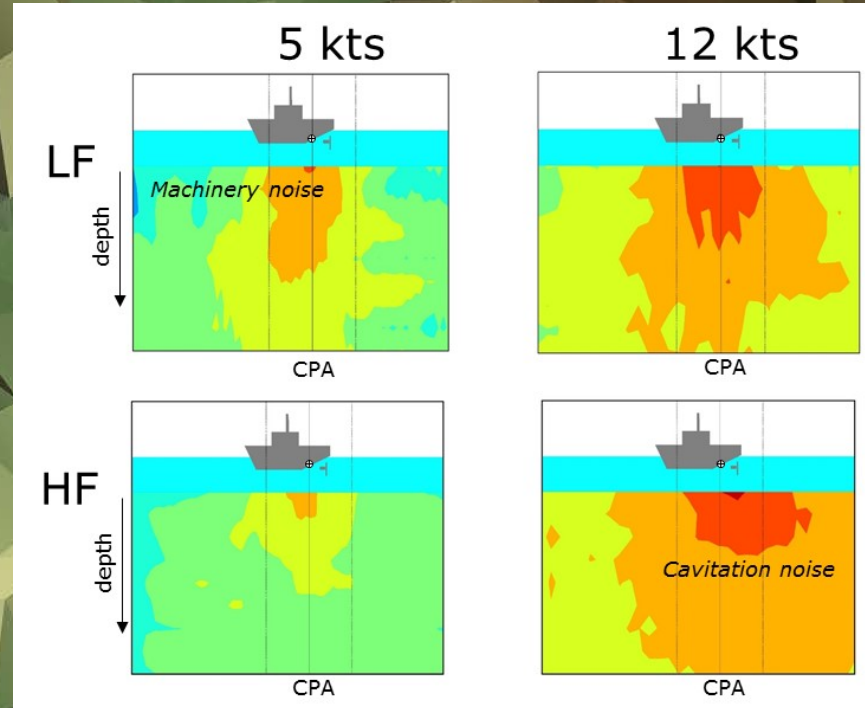 5 kts
12 kts
LF
Machinery noise
depth
CPA
CPA
HF
depth
Cavitation noise
CPA
CPA